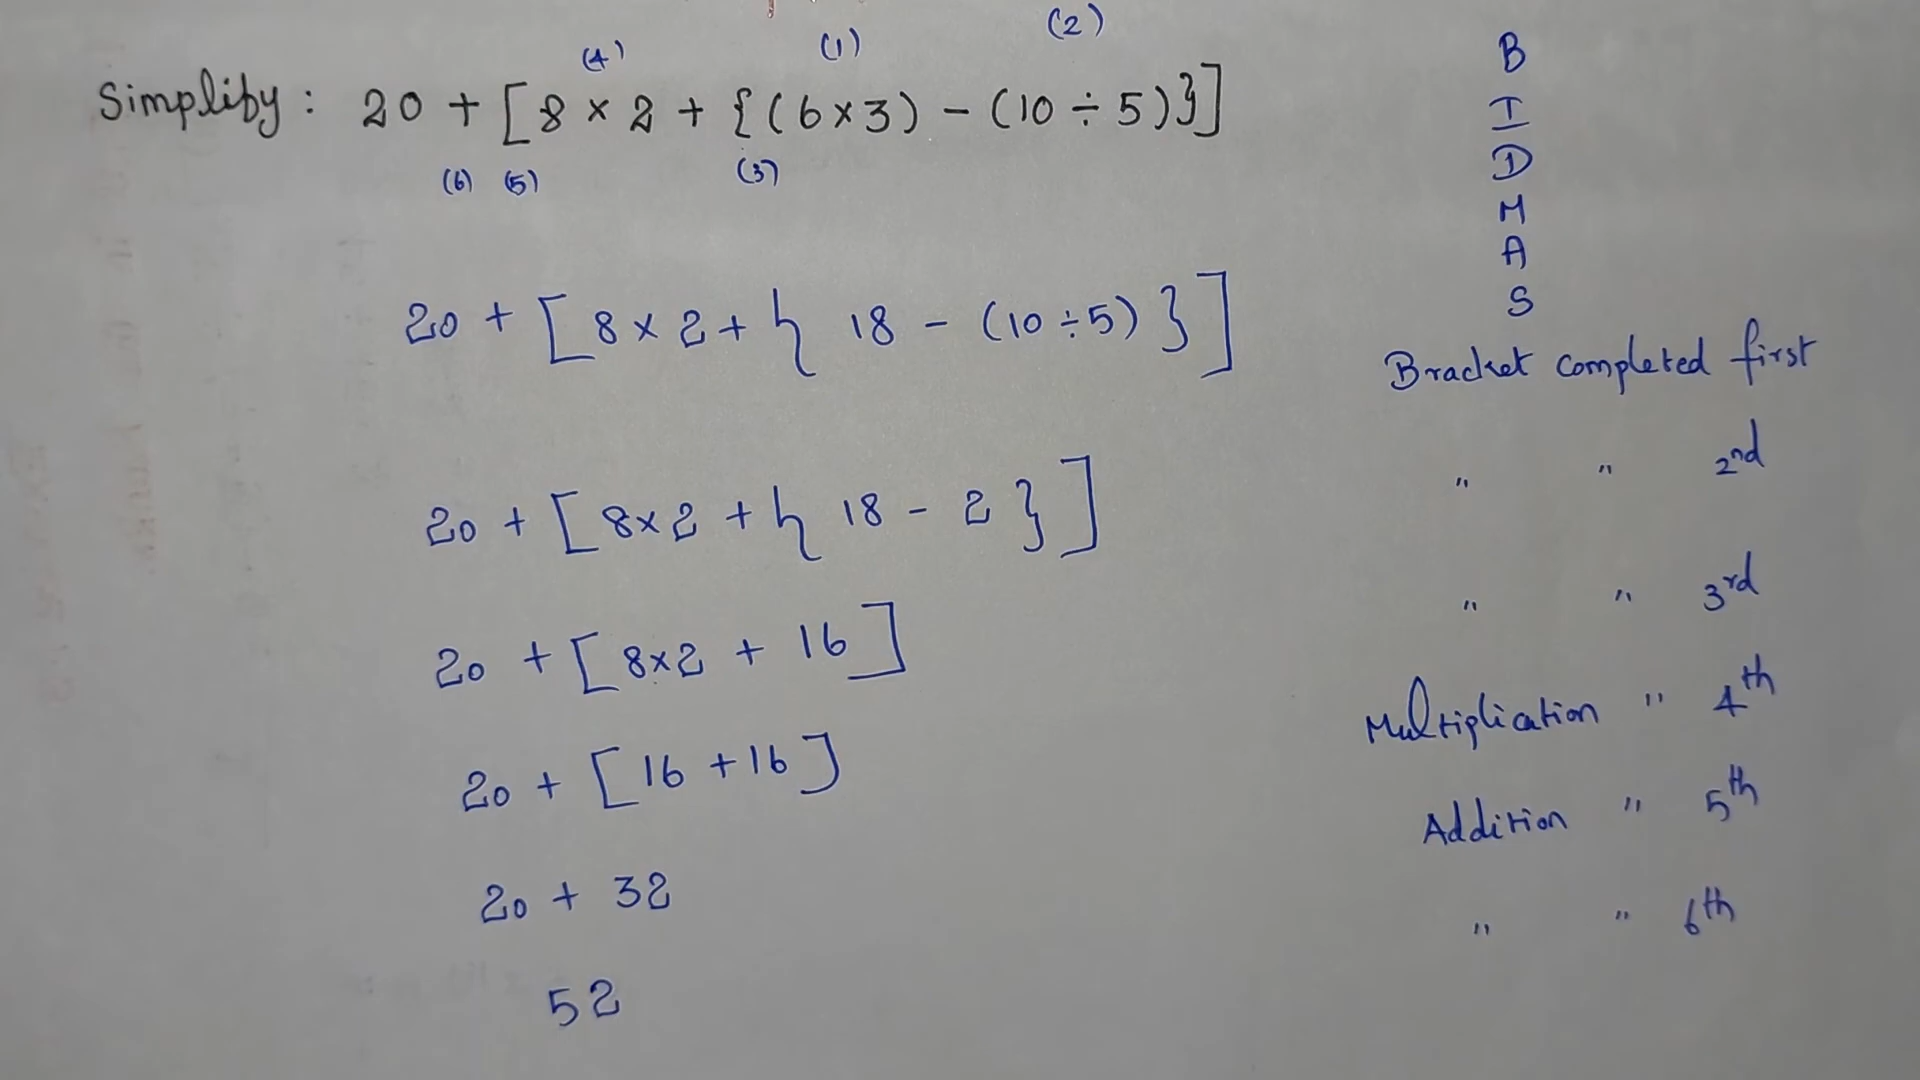 (4) (1) (2)
Simplify : 20 + [8 × 2 + {(6×3) - (10 ÷ 5)}]
(6) (5) (3)
20 + [8 × 2 + { 18 - (10 ÷ 5) }]
20 + [8×2 + { 18 - 2 }]
20 + [8×2 + 16]
20 + [16 + 16]
20 + 32
52
B
I
D
M
A
S
Bracket completed first
" " 2nd
" " 3rd
Multiplication " 4th
Addition " 5th
" " 6th